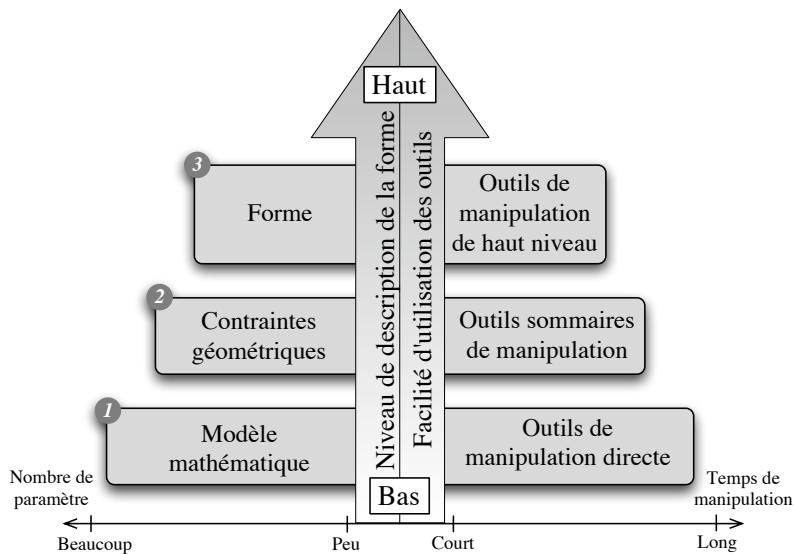 Haut
Niveau de description de la forme
Facilité d'utilisation des outils
3
Forme
Outils de
manipulation
de haut niveau
2
Contraintes
géométriques
Outils sommaires
de manipulation
1
Modèle
mathématique
Outils de
manipulation directe
Bas
Nombre de
paramètre
Temps de
manipulation
Beaucoup
Peu
Court
Long